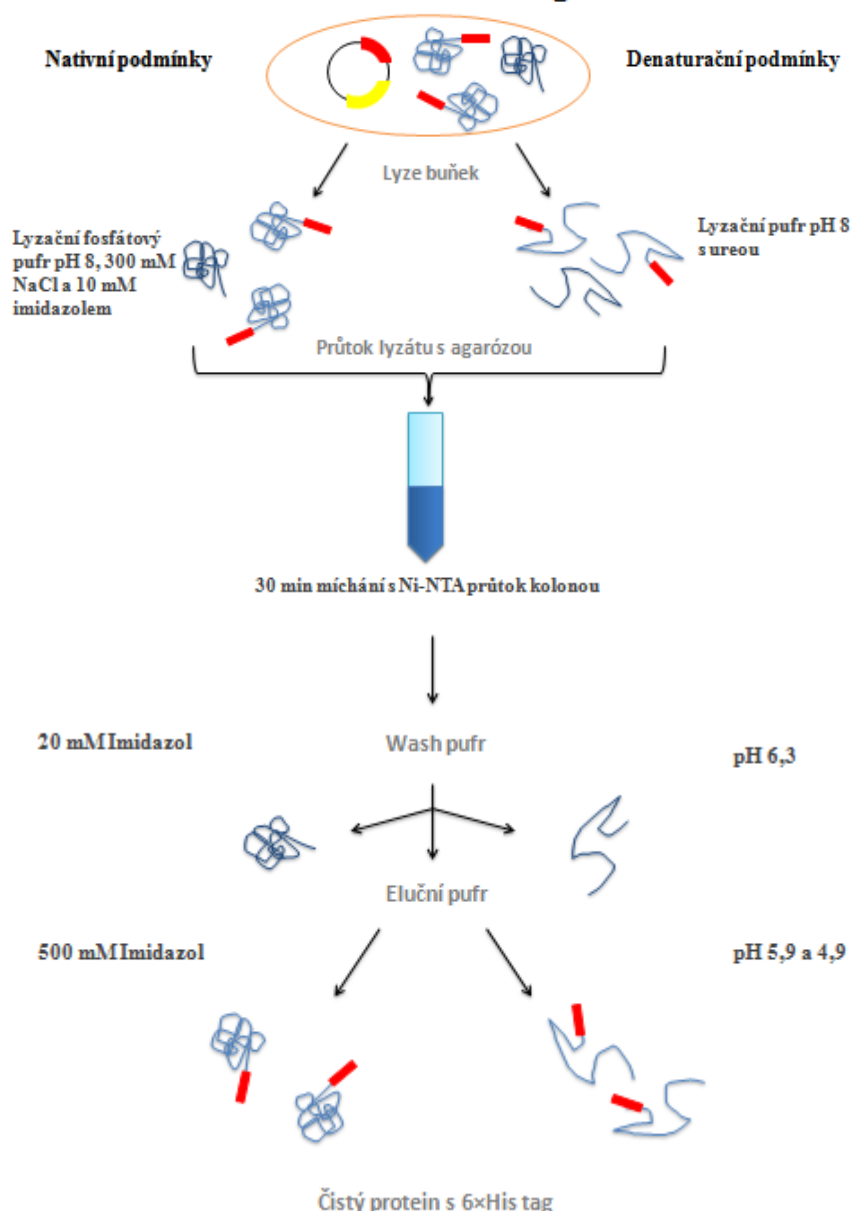 Nativní podmínky
Denaturační podmínky
Lyze buněk
Lyzační fosfátový
pufr pH 8, 300 mM
NaCl a 10 mM
imidazolem
Lyzační pufr pH 8
s ureou
Průtok lyzátu s agarózou
30 min míchání s Ni-NTA průtok kolonou
20 mM Imidazol
Wash pufr
pH 6,3
Eluční pufr
500 mM Imidazol
pH 5,9 a 4,9
Čistý protein s 6×His tag